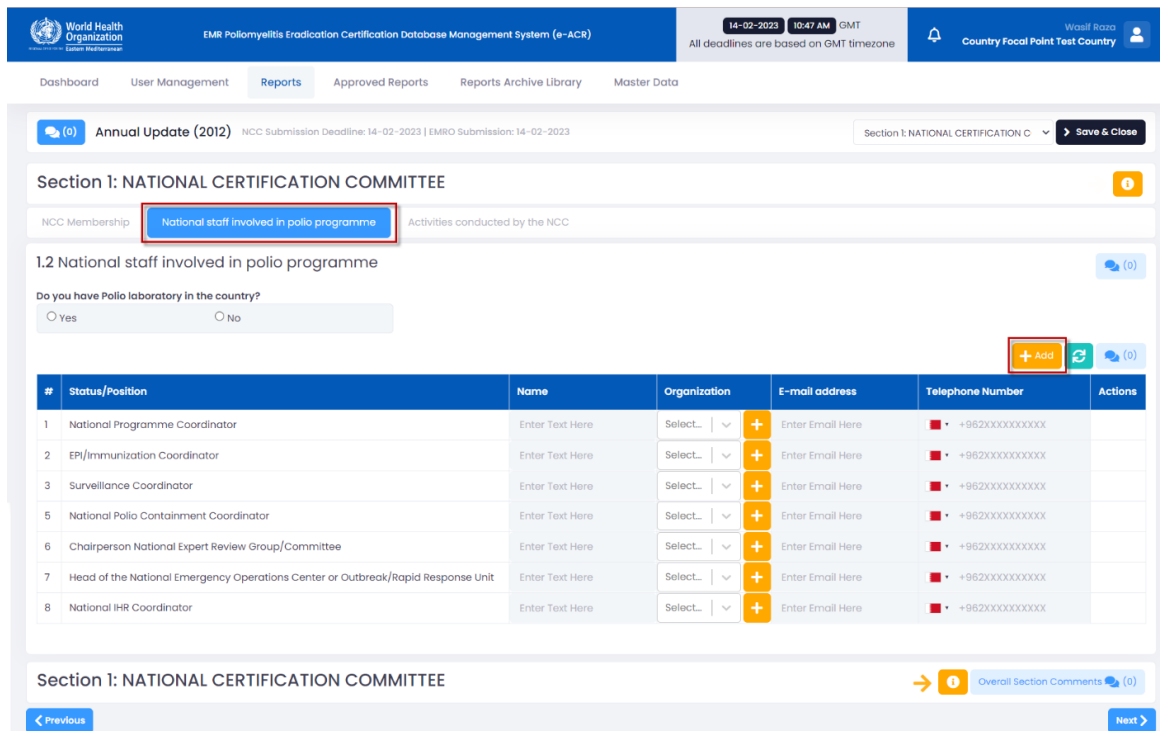 World Health Organization
Eastern Mediterranean
EMR Poliomyelitis Eradication Certification Database Management System (e-ACR)
14-02-2023 10:47 AM GMT
All deadlines are based on GMT timezone
Wasif Raza
Country Focal Point Test Country
Dashboard User Management Reports Approved Reports Reports Archive Library Master Data
(0) Annual Update (2012) NCC Submission Deadline: 14-02-2023 | EMRO Submission: 14-02-2023 Section 1: NATIONAL CERTIFICATION C Save & Close
Section 1: NATIONAL CERTIFICATION COMMITTEE
NCC Membership National staff involved in polio programme Activities conducted by the NCC
1.2 National staff involved in polio programme (0)
Do you have Polio laboratory in the country?
Yes No
+ Add (0)
# Status/Position Name Organization E-mail address Telephone Number Actions
1 National Programme Coordinator Enter Text Here Select... + Enter Email Here +962XXXXXXXXXX
2 EPI/Immunization Coordinator Enter Text Here Select... + Enter Email Here +962XXXXXXXXXX
3 Surveillance Coordinator Enter Text Here Select... + Enter Email Here +962XXXXXXXXXX
5 National Polio Containment Coordinator Enter Text Here Select... + Enter Email Here +962XXXXXXXXXX
6 Chairperson National Expert Review Group/Committee Enter Text Here Select... + Enter Email Here +962XXXXXXXXXX
7 Head of the National Emergency Operations Center or Outbreak/Rapid Response Unit Enter Text Here Select... + Enter Email Here +962XXXXXXXXXX
8 National IHR Coordinator Enter Text Here Select... + Enter Email Here +962XXXXXXXXXX
Section 1: NATIONAL CERTIFICATION COMMITTEE Overall Section Comments (0)
Previous Next